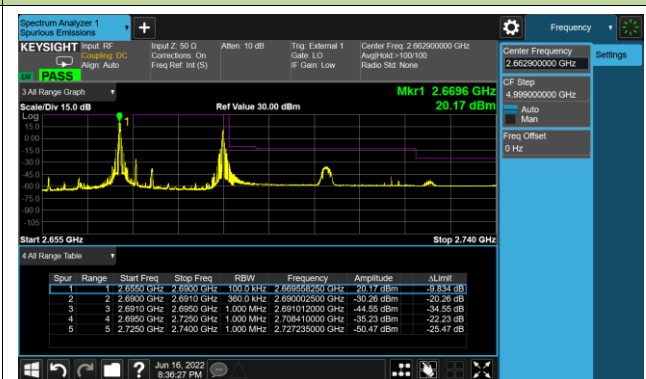 Spectrum Analyzer 1
Spurious Emissions
Frequency
KEYSIGHT
Input: RF
Coupling: DC
Align: Auto
Input Z: 50 Ω
Corrections: On
Freq Ref: Int (S)
Atten: 10 dB
Trig: External 1
Gate: LO
IF Gain: Low
Center Freq: 2.662900000 GHz
Avg|Hold:>100/100
Radio Std: None
LW PASS
Center Frequency
2.662900000 GHz
Settings
CF Step
4.999000000 GHz
Auto
Man
Freq Offset
0 Hz
3 All Range Graph
Mkr1 2.6696 GHz
20.17 dBm
Scale/Div 15.0 dB
Ref Value 30.00 dBm
Log
15.0
0.00
-15.0
-30.0
-45.0
-60.0
-75.0
-90.0
-105
1
Start 2.655 GHz
Stop 2.740 GHz
4 All Range Table
Spur Range Start Freq Stop Freq RBW Frequency Amplitude ΔLimit
1 1 2.6550 GHz 2.6900 GHz 100.0 kHz 2.669558250 GHz 20.17 dBm -9.834 dB
2 2 2.6900 GHz 2.6910 GHz 360.0 kHz 2.690002500 GHz -30.26 dBm -20.26 dB
3 3 2.6910 GHz 2.6950 GHz 1.000 MHz 2.691012000 GHz -44.55 dBm -34.55 dB
4 4 2.6950 GHz 2.7250 GHz 1.000 MHz 2.708410000 GHz -35.23 dBm -22.23 dB
5 5 2.7250 GHz 2.7400 GHz 1.000 MHz 2.727235000 GHz -50.47 dBm -25.47 dB
Jun 16, 2022
8:36:27 PM